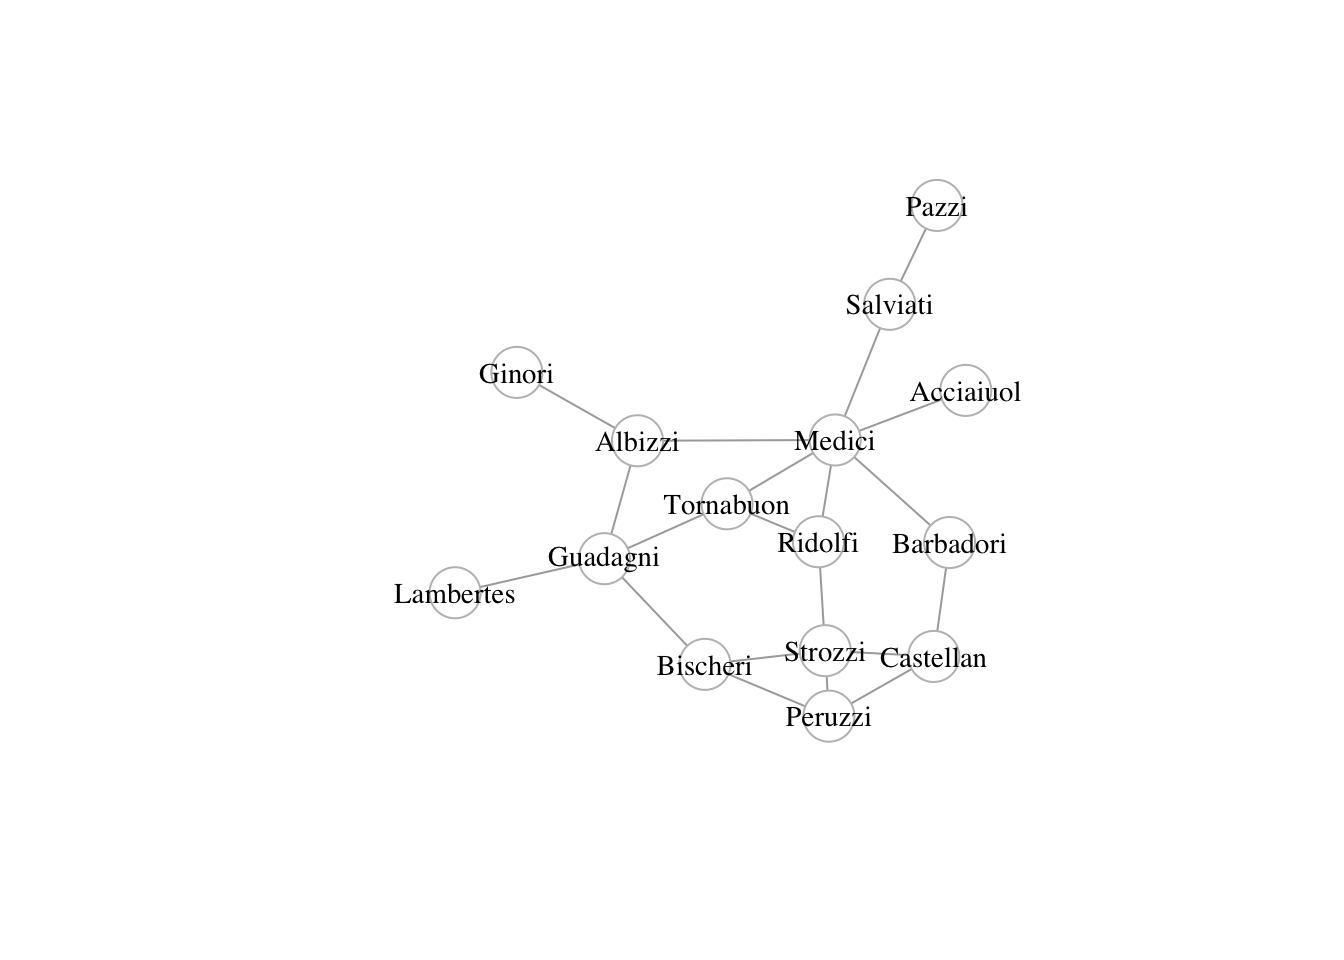 Pazzi
Salviati
Ginori
Acciaiuol
Albizzi
Medici
Tornabuon
Ridolfi
Barbadori
Guadagni
Lambertes
Strozzi
Castellan
Bischeri
Peruzzi